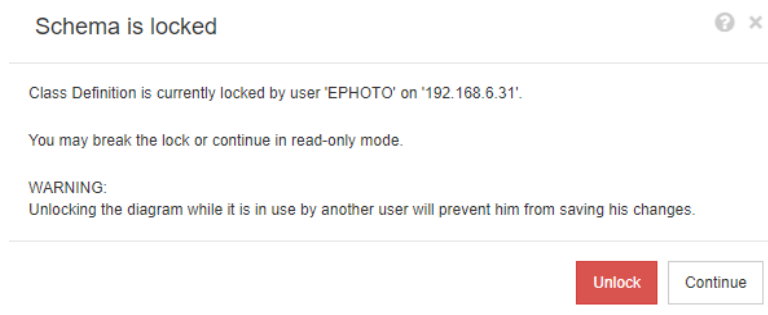 Schema is locked
Class Definition is currently locked by user 'EPHOTO' on '192.168.6.31'.
You may break the lock or continue in read-only mode.
WARNING:
Unlocking the diagram while it is in use by another user will prevent him from saving his changes.
Unlock Continue